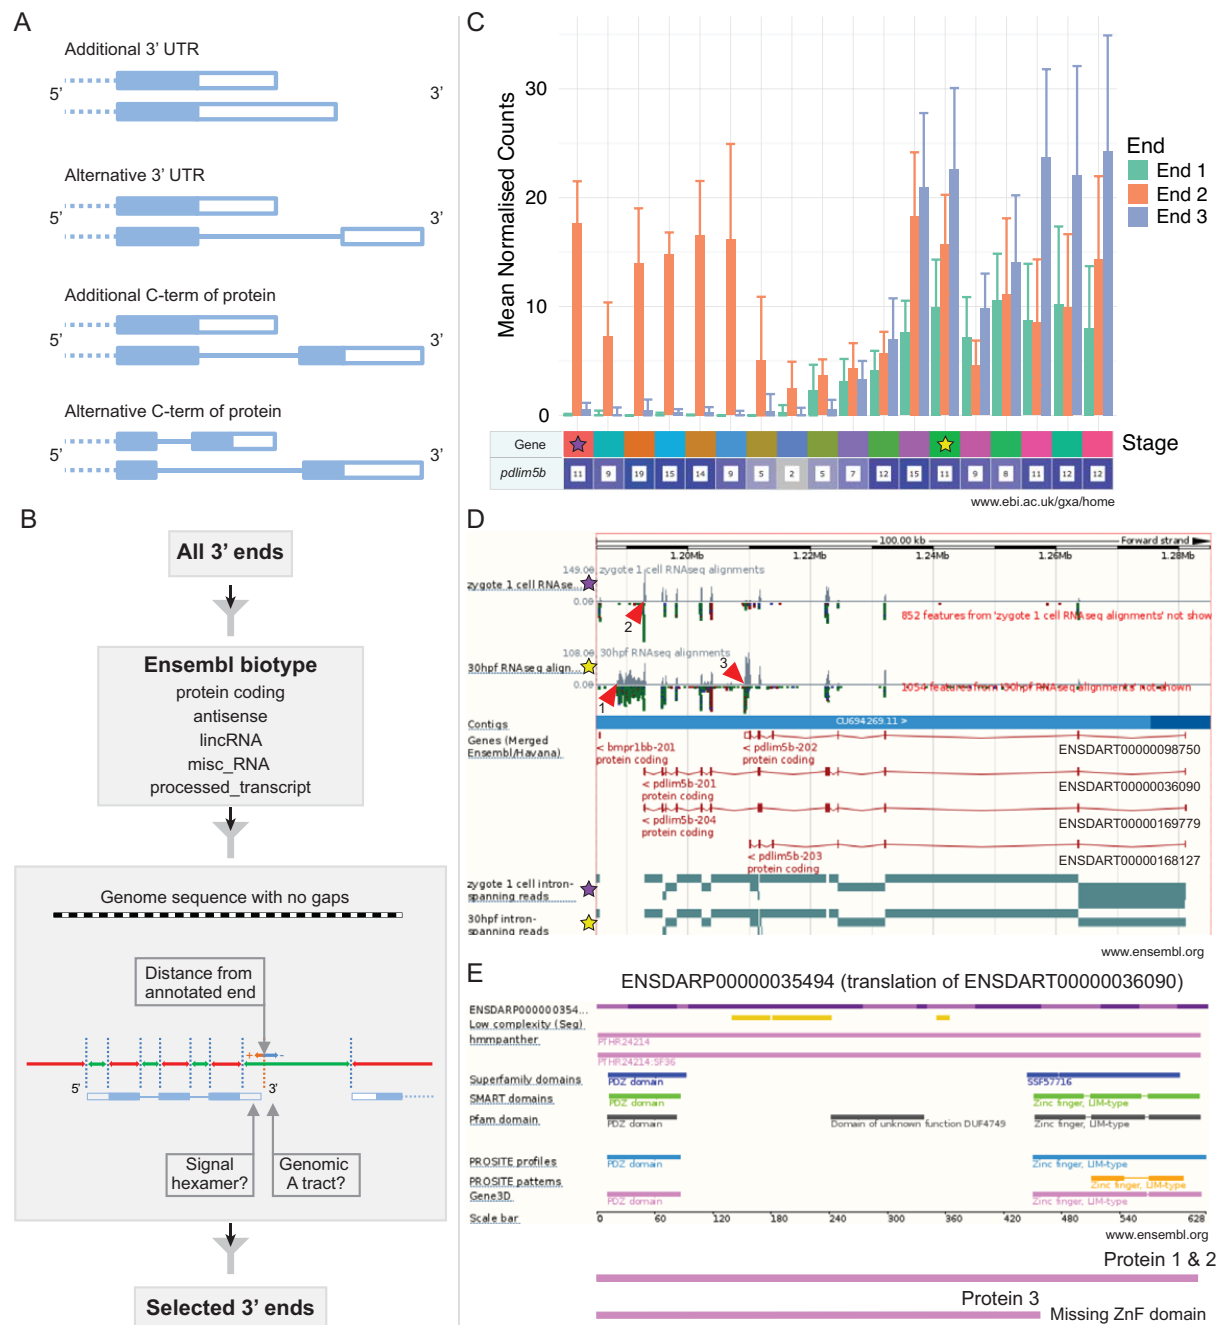 A
Additional 3’ UTR
5’
3’
Alternative 3’ UTR
5’
3’
Additional C-term of protein
5’
3’
Alternative C-term of protein
5’
3’
B
All 3’ ends
Ensembl biotype
protein coding
antisense
lincRNA
misc_RNA
processed_transcript
Genome sequence with no gaps
Distance from
annotated end
+
-
5’
3’
Signal
hexamer?
Genomic
A tract?
Selected 3’ ends
C
Mean Normalised Counts
30
20
10
0
End
End 1
End 2
End 3
Gene
Stage
pdlim5b
11 9 19 15 14 9 5 2 5 7 12 15 11 9 8 11 12 12
www.ebi.ac.uk/gxa/home
D
100.00 kb
Forward strand
1.20Mb 1.22Mb 1.24Mb 1.26Mb 1.28Mb
149.00 zygote 1 cell RNAseq alignments
zygote 1 cell RNAse...
0.00
2
852 features from 'zygote 1 cell RNAseq alignments' not show
108.00 30hpf RNAseq alignments
3
30hpf RNAseq align...
0.00
1054 features from '30hpf RNAseq alignments' not shown
1
Contigs
CU694269.11 >
Genes (Merged
Ensembl/Havana)
< bmpr1bb-201
protein coding
< pdlim5b-202
protein coding
ENSDART00000098750
< pdlim5b-201
protein coding
ENSDART00000036090
< pdlim5b-204
protein coding
ENSDART00000169779
< pdlim5b-203
protein coding
ENSDART00000168127
zygote 1 cell intron-
spanning reads
30hpf intron-
spanning reads
www.ensembl.org
E
ENSDARP00000035494 (translation of ENSDART00000036090)
ENSDARP000000354...
Low complexity (Seg)
hmmpanther
PTHR24214
PTHR24214:SF36
Superfamily domains
PDZ domain
SSF57716
SMART domains
PDZ domain
Zinc finger, LIM-type
Pfam domain
PDZ domain
Domain of unknown function DUF4749
Zinc finger, LIM-type
PROSITE profiles
PDZ domain
Zinc finger, LIM-type
PROSITE patterns
Zinc finger, LIM-type
Gene3D
PDZ domain
Zinc finger, LIM-type
Scale bar
0 60 120 180 240 300 360 420 480 540 628
www.ensembl.org
Protein 1 & 2
Protein 3
Missing ZnF domain